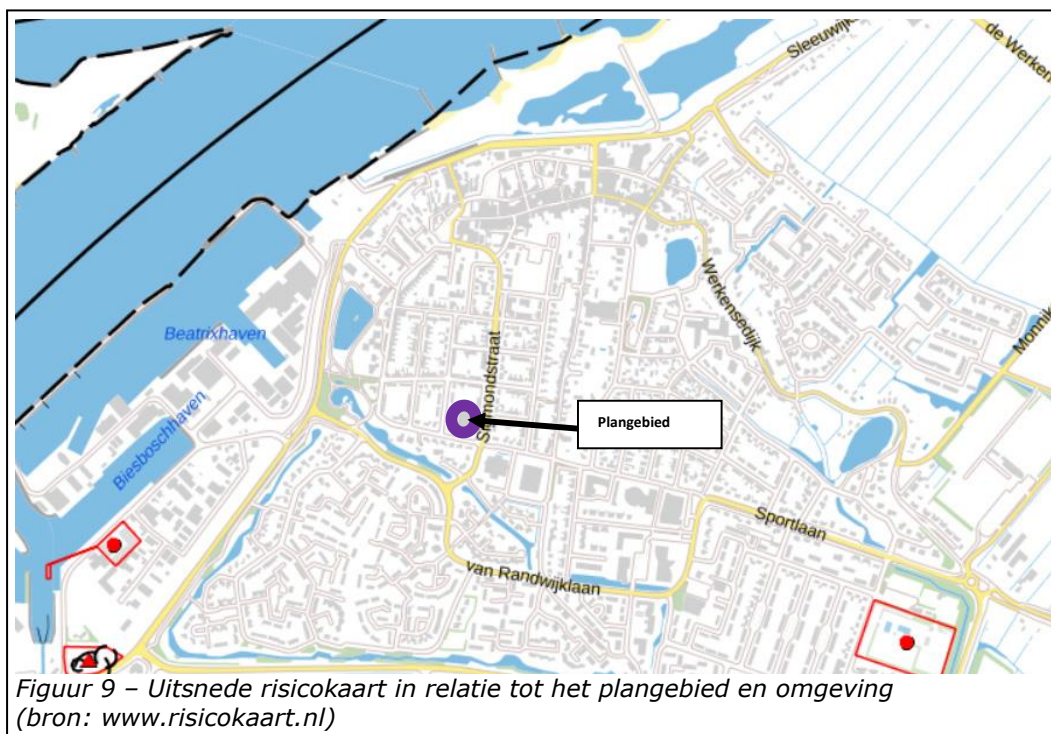 Sleeuwijk
de Werken
Beatrixhaven
Werkensedijk
Monnik
Biesboschhaven
Plangebied
Sportlaan
van Randwijklaan
Figuur 9 – Uitsnede risicokaart in relatie tot het plangebied en omgeving
(bron: www.risicokaart.nl)